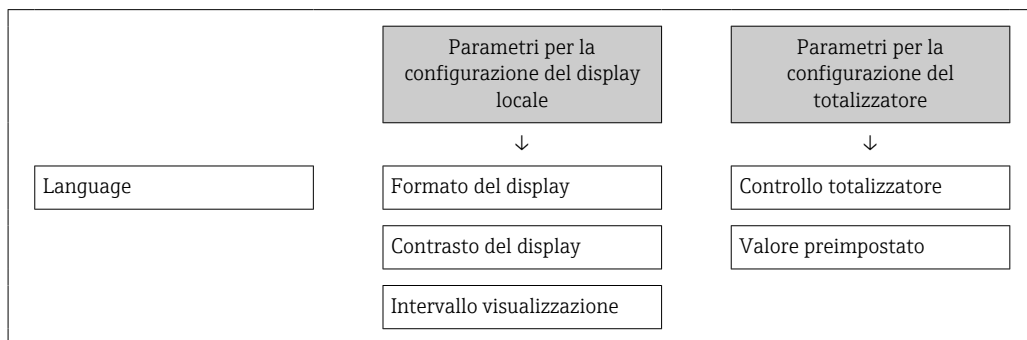 Parametri per la
configurazione del display
locale
Parametri per la
configurazione del
totalizzatore
↓
↓
Language
Formato del display
Controllo totalizzatore
Contrasto del display
Valore preimpostato
Intervallo visualizzazione